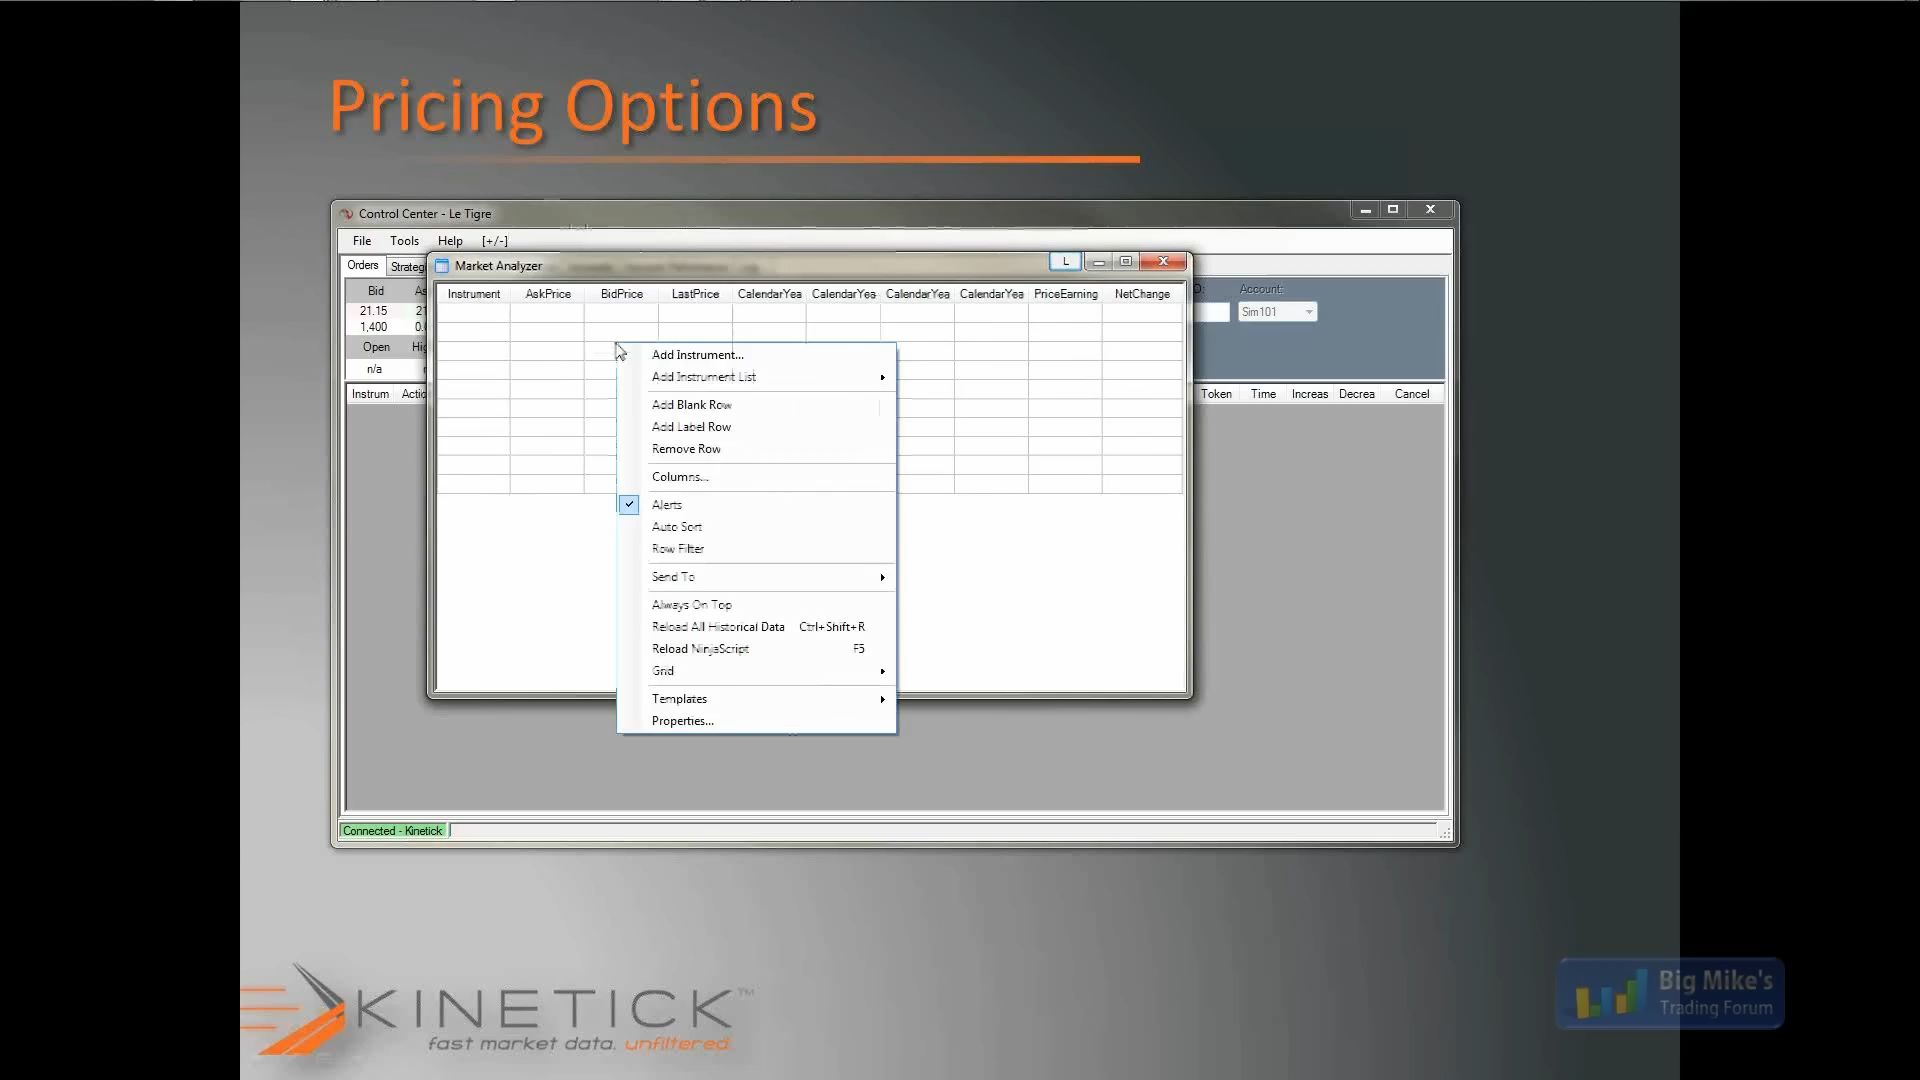 Pricing Options
Control Center - Le Tigre
File Tools Help [+/-]
Orders
Market Analyzer
L
Bid
21.15
1,400
Open
n/a
Instrum
Instrument AskPrice BidPrice LastPrice CalendarYea CalendarYea CalendarYea CalendarYea PriceEarning NetChange
Account:
Sim101
Token Time Increas Decrea Cancel
Add Instrument...
Add Instrument List
Add Blank Row
Add Label Row
Remove Row
Columns...
Alerts
Auto Sort
Row Filter
Send To
Always On Top
Reload All Historical Data Ctrl+Shift+R
Reload NinjaScript F5
Grid
Templates
Properties...
Connected - Kinetick
KINETICK™
fast market data. unfiltered.
Big Mike's
Trading Forum